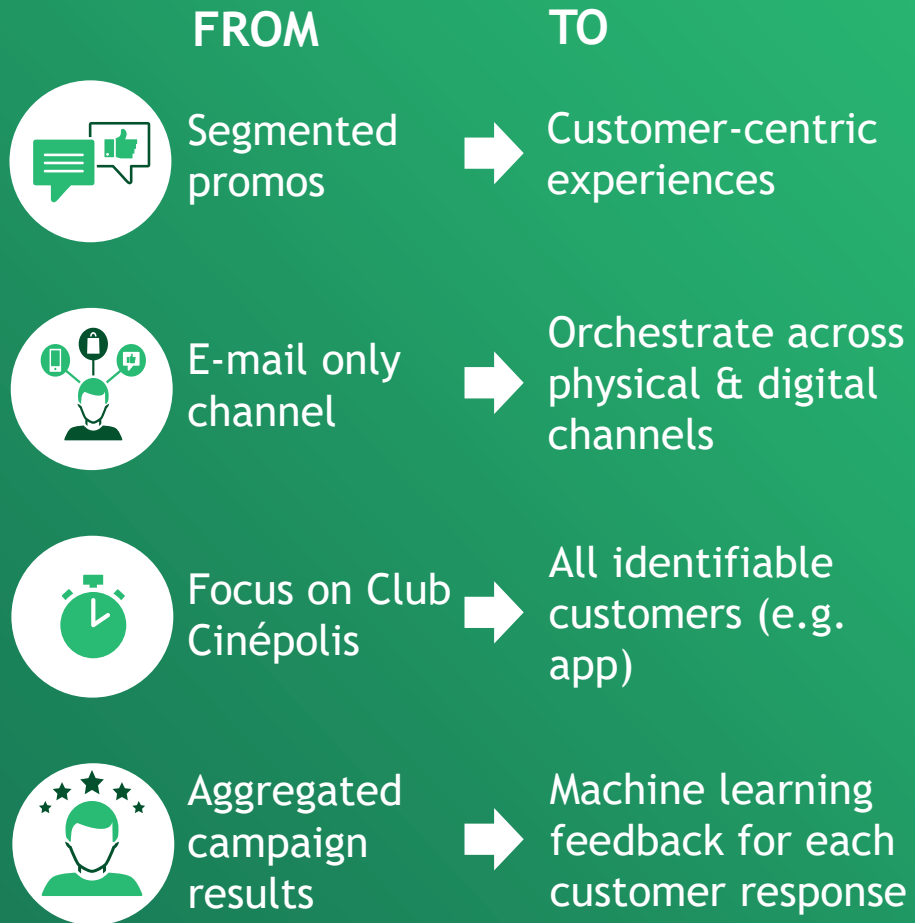 FROM
TO
Segmented
promos
Customer-centric
experiences
E-mail only
channel
Orchestrate across
physical & digital
channels
Focus on Club
Cinépolis
All identifiable
customers (e.g.
app)
Aggregated
campaign
results
Machine learning
feedback for each
customer response